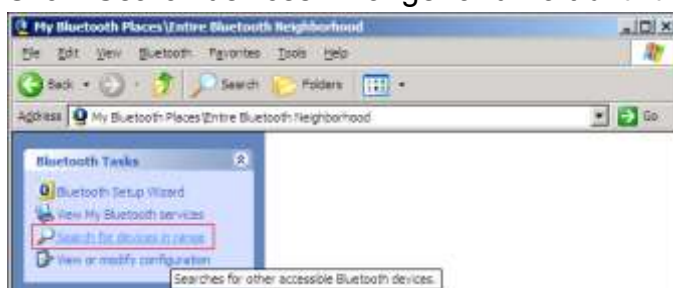 My Bluetooth Places\Entire Bluetooth Neighborhood
File Edit View Bluetooth Favorites Tools Help
Back Search Folders
Address My Bluetooth Places\Entire Bluetooth Neighborhood Go
Bluetooth Tasks
Bluetooth Setup Wizard
View My Bluetooth services
Search for devices in range
View or modify configuration
Searches for other accessible Bluetooth devices.